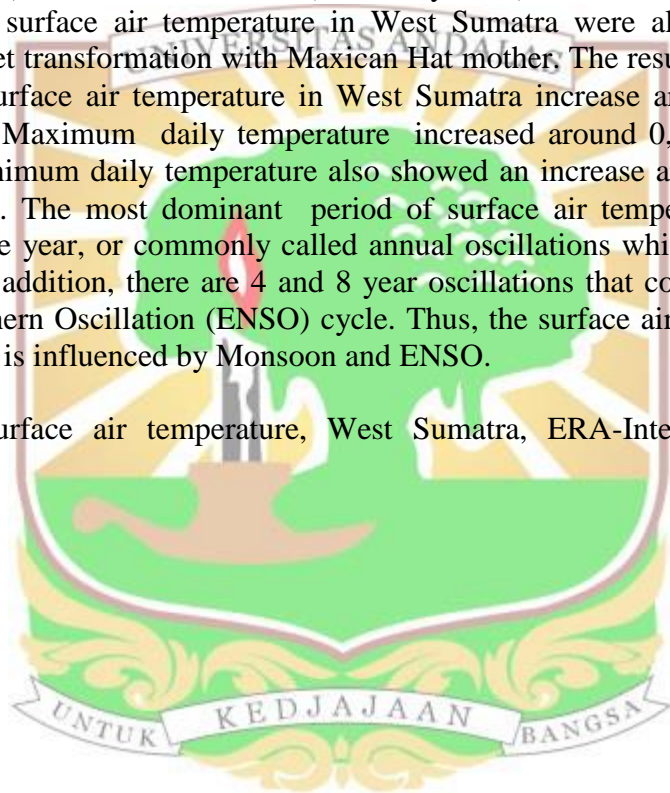 surface air temperature in West Sumatra were al
UNIVERSITAS ANDALAS
et transformation with Maxican Hat mother. The resu
urface air temperature in West Sumatra increase
Maximum daily temperature increased around 0,
nimum daily temperature also showed an increase a
. The most dominant period of surface air tempe
e year, or commonly called annual oscillations whi
addition, there are 4 and 8 year oscillations that co
hern Oscillation (ENSO) cycle. Thus, the surface air
is influenced by Monsoon and ENSO.
urface air temperature, West Sumatra, ERA-Inte
UNTUK KEDJAJAAN BANGSA